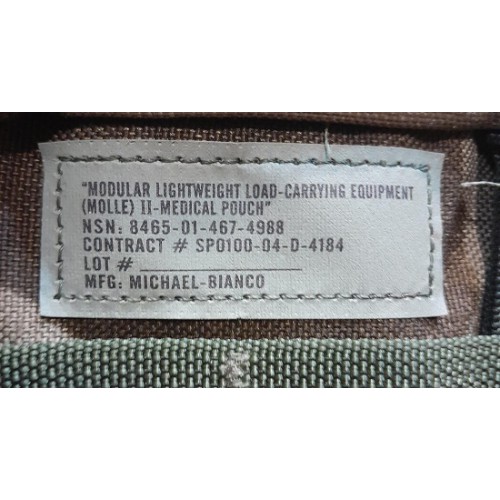 "MODULAR LIGHTWEIGHT LOAD-CARRYING EQUIPMENT
(MOLLE) II-MEDICAL POUCH"
NSN: 8465-01-467-4988
CONTRACT # SP0100-04-D-4184
LOT # ____________________
MFG: MICHAEL-BIANCO